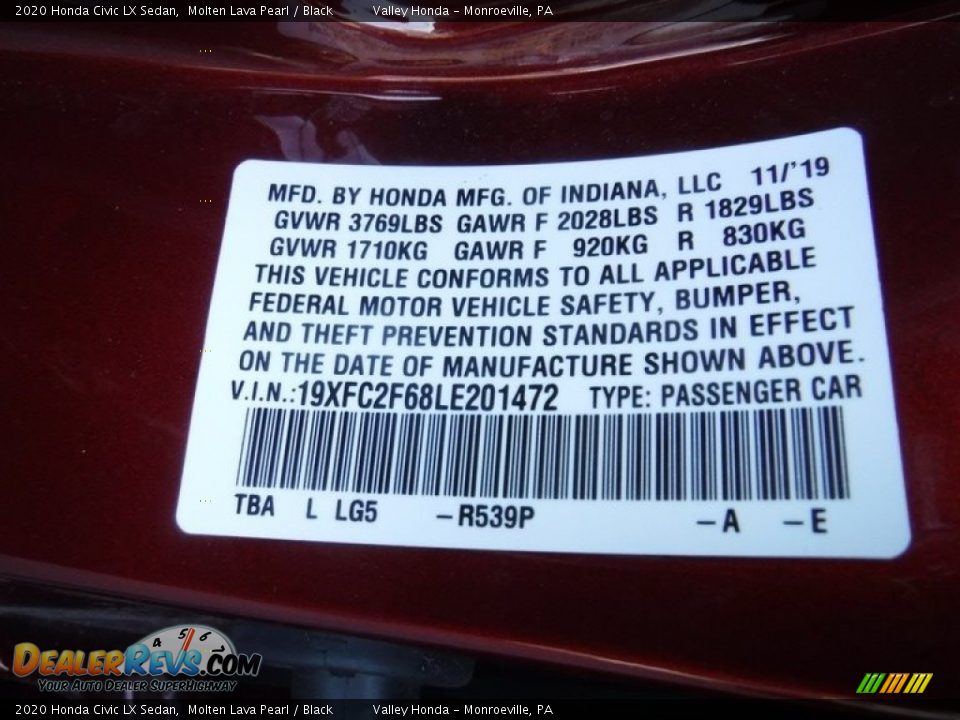 2020 Honda Civic LX Sedan, Molten Lava Pearl / Black Valley Honda - Monroeville, PA
MFD. BY HONDA MFG. OF INDIANA, LLC 11/'19
GVWR 3769LBS GAWR F 2028LBS R 1829LBS
GVWR 1710KG GAWR F 920KG R 830KG
THIS VEHICLE CONFORMS TO ALL APPLICABLE
FEDERAL MOTOR VEHICLE SAFETY, BUMPER,
AND THEFT PREVENTION STANDARDS IN EFFECT
ON THE DATE OF MANUFACTURE SHOWN ABOVE.
V.I.N.:19XFC2F68LE201472 TYPE: PASSENGER CAR
TBA L LG5 -R539P -A -E
4 5 6
DEALERREVS.COM
YOUR AUTO DEALER SUPERHIGHWAY
2020 Honda Civic LX Sedan, Molten Lava Pearl / Black Valley Honda - Monroeville, PA